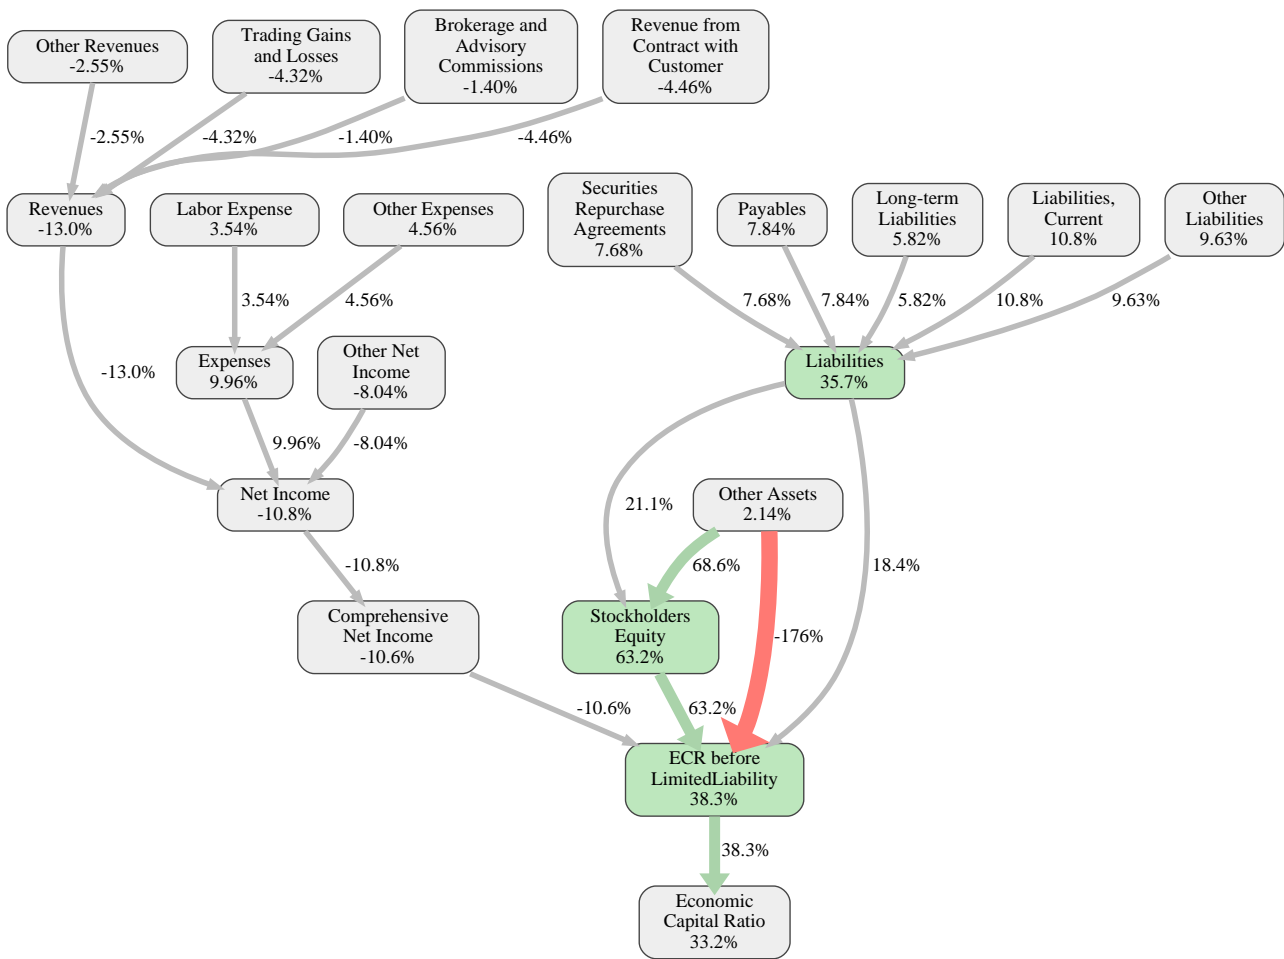 Other Revenues
-2.55%
Trading Gains
and Losses
-4.32%
Brokerage and
Advisory
Commissions
-1.40%
Revenue from
Contract with
Customer
-4.46%
-2.55%
-4.32%
-1.40%
-4.46%
Revenues
-13.0%
Labor Expense
3.54%
Other Expenses
4.56%
Securities
Repurchase
Agreements
7.68%
Payables
7.84%
Long-term
Liabilities
5.82%
Liabilities,
Current
10.8%
Other
Liabilities
9.63%
3.54%
4.56%
7.68%
7.84%
5.82%
10.8%
9.63%
-13.0%
Expenses
9.96%
Other Net
Income
-8.04%
Liabilities
35.7%
9.96%
-8.04%
Net Income
-10.8%
21.1%
Other Assets
2.14%
-10.8%
68.6%
18.4%
Comprehensive
Net Income
-10.6%
Stockholders
Equity
63.2%
-176%
-10.6%
63.2%
ECR before
LimitedLiability
38.3%
38.3%
Economic
Capital Ratio
33.2%